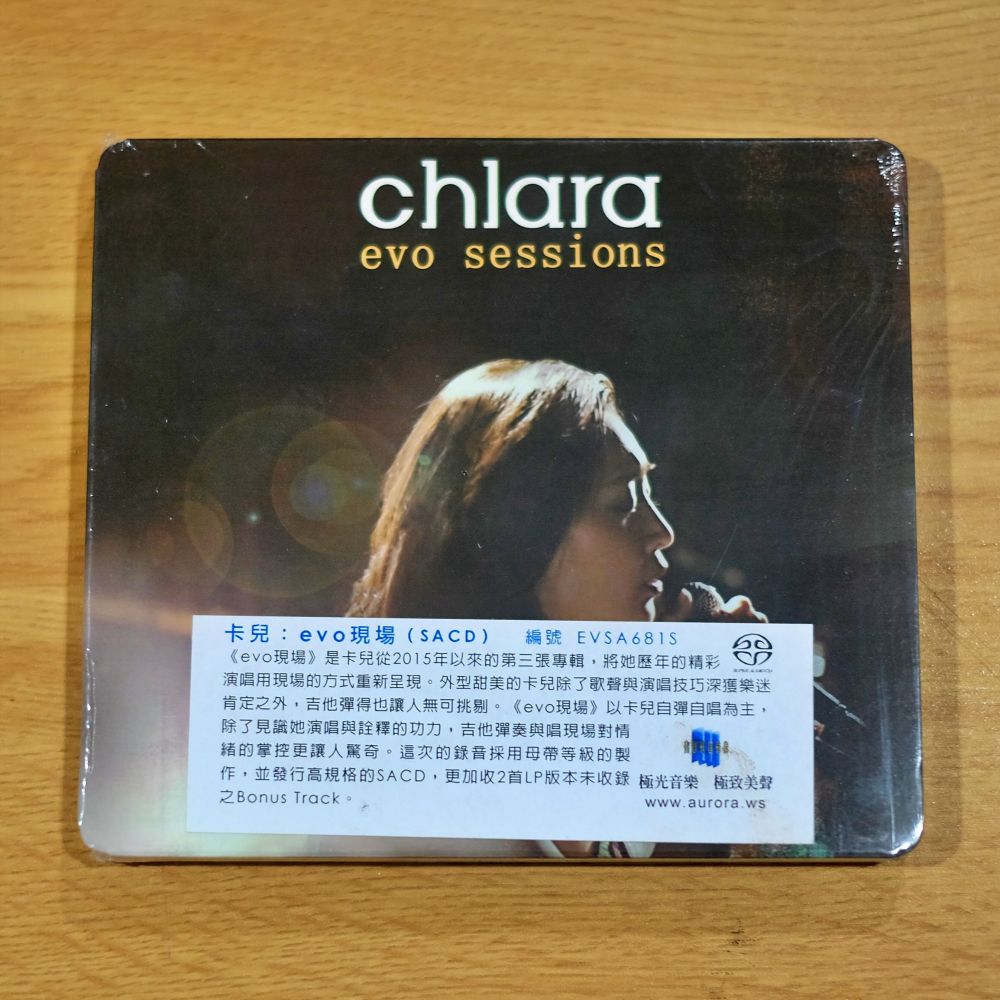 chlara
evo sessions
卡兒：evo現場（SACD） 編號 EVSA681S
《evo現場》是卡兒從2015年以來的第三張專輯，將她歷年的精彩
演唱用現場的方式重新呈現。外型甜美的卡兒除了歌聲與演唱技巧深獲樂迷
肯定之外，吉他彈得也讓人無可挑剔。《evo現場》以卡兒自彈自唱為主，
除了見識她演唱與詮釋的功力，吉他彈奏與唱現場對情
緒的掌控更讓人驚奇。這次的錄音採用母帶等級的製
作，並發行高規格的SACD，更加收2首LP版本未收錄
之Bonus Track。
極光音樂 極致美聲
www.aurora.ws